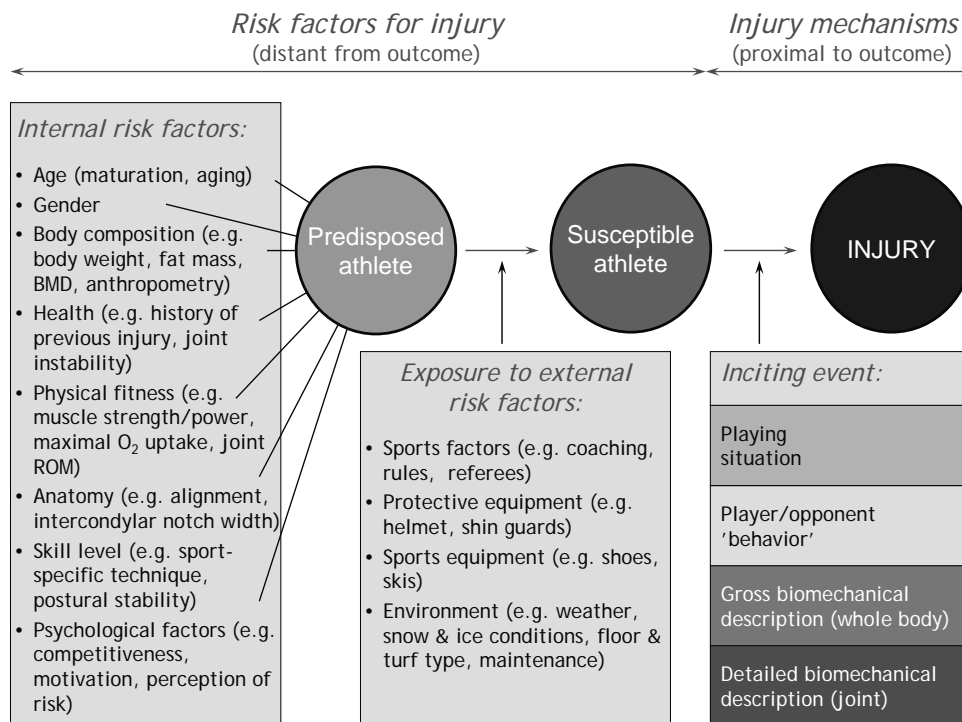 Risk factors for injury
(distant from outcome)
Injury mechanisms
(proximal to outcome)
Internal risk factors:
• Age (maturation, aging)
• Gender
• Body composition (e.g.
body weight, fat mass,
BMD, anthropometry)
• Health (e.g. history of
previous injury, joint
instability)
• Physical fitness (e.g.
muscle strength/power,
maximal O₂ uptake, joint
ROM)
• Anatomy (e.g. alignment,
intercondylar notch width)
• Skill level (e.g. sport-
specific technique,
postural stability)
• Psychological factors (e.g.
competitiveness,
motivation, perception of
risk)
Predisposed
athlete
Susceptible
athlete
INJURY
Exposure to external
risk factors:
• Sports factors (e.g. coaching,
rules, referees)
• Protective equipment (e.g.
helmet, shin guards)
• Sports equipment (e.g. shoes,
skis)
• Environment (e.g. weather,
snow & ice conditions, floor &
turf type, maintenance)
Inciting event:
Playing
situation
Player/opponent
’behavior’
Gross biomechanical
description (whole body)
Detailed biomechanical
description (joint)